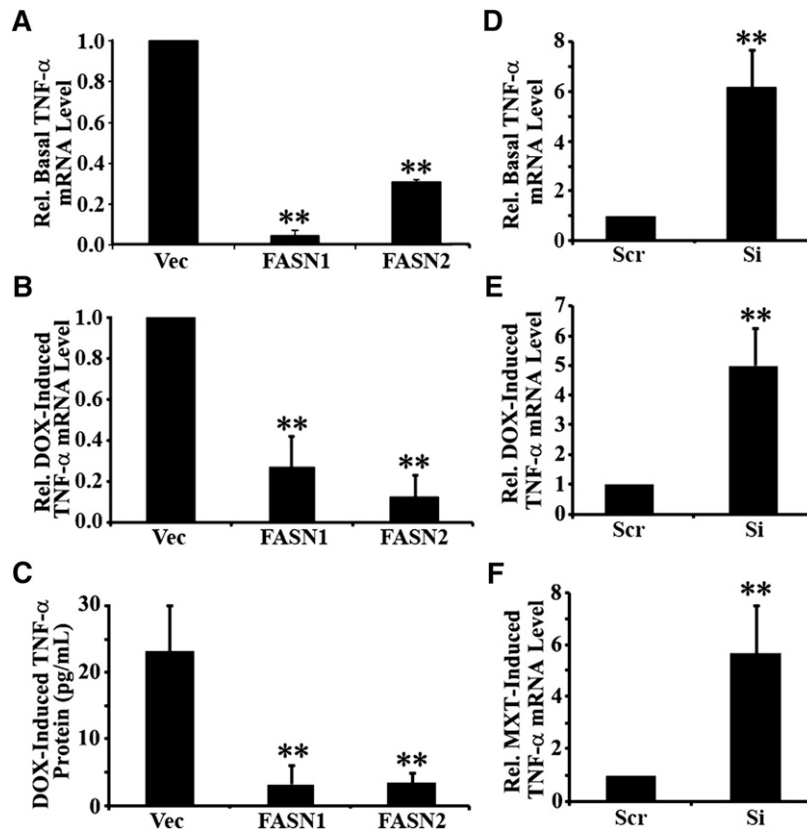 A
Rel. Basal TNF-α
mRNA Level
1.0
0.8
0.6
0.4
0.2
0.0
**
**
Vec FASN1 FASN2
B
Rel. DOX-Induced
TNF-α mRNA Level
1.0
0.8
0.6
0.4
0.2
0.0
**
**
Vec FASN1 FASN2
C
DOX-Induced TNF-α
Protein (pg/mL)
30
20
10
0
**
**
Vec FASN1 FASN2
D
Rel. Basal TNF-α
mRNA Level
8
6
4
2
0
**
Scr Si
E
Rel. DOX-Induced
TNF-α mRNA Level
7
6
5
4
3
2
1
0
**
Scr Si
F
Rel. MXT-Induced
TNF-α mRNA Level
8
6
4
2
0
**
Scr Si